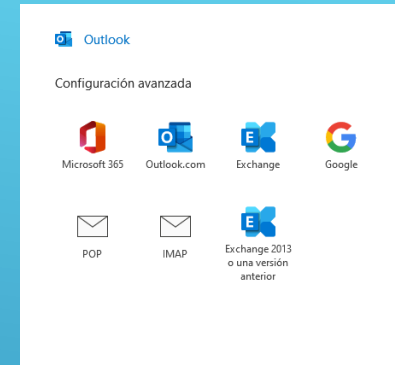 Outlook
Configuración avanzada
Microsoft 365
Outlook.com
Exchange
Google
POP
IMAP
Exchange 2013
o una versión
anterior